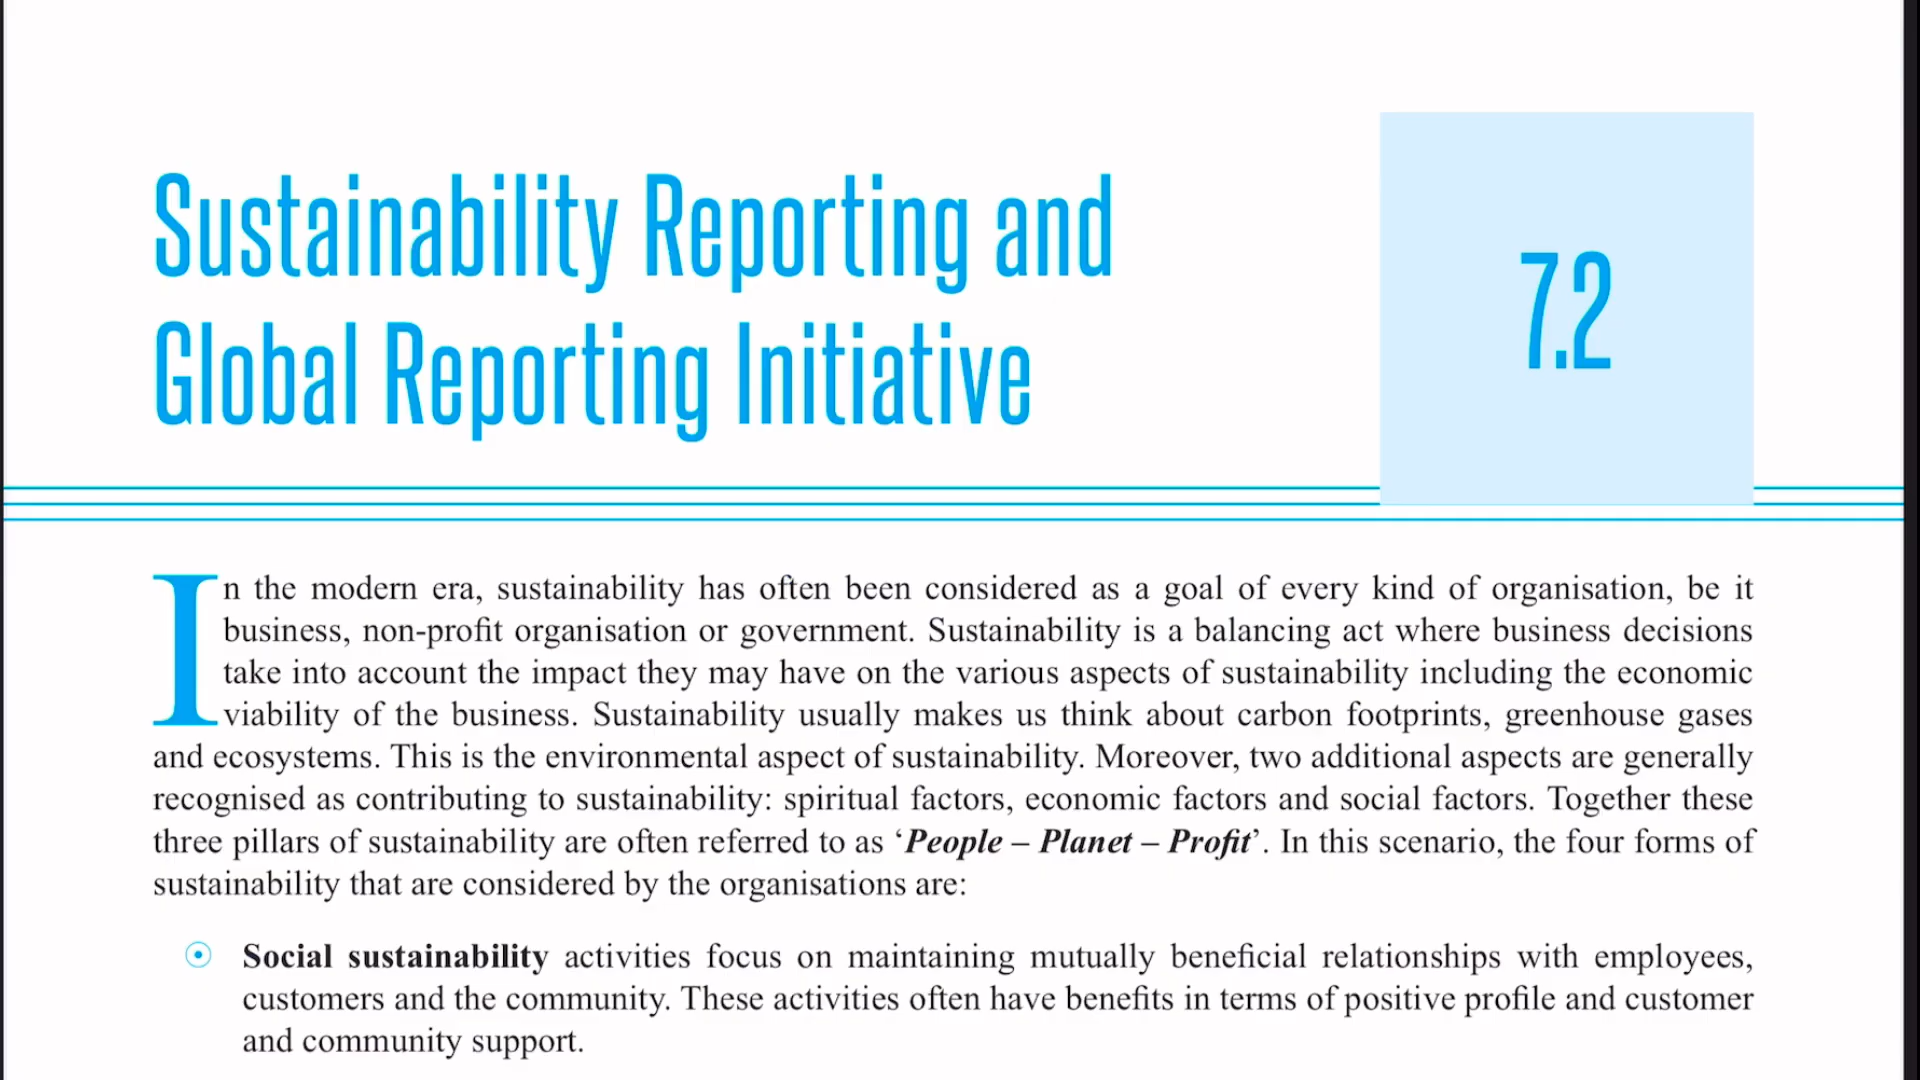 Sustainability Reporting and
Global Reporting Initiative
7.2
In the modern era, sustainability has often been considered as a goal of every kind of organisation, be it
business, non-profit organisation or government. Sustainability is a balancing act where business decisions
take into account the impact they may have on the various aspects of sustainability including the economic
viability of the business. Sustainability usually makes us think about carbon footprints, greenhouse gases
and ecosystems. This is the environmental aspect of sustainability. Moreover, two additional aspects are generally
recognised as contributing to sustainability: spiritual factors, economic factors and social factors. Together these
three pillars of sustainability are often referred to as ‘People – Planet – Profit’. In this scenario, the four forms of
sustainability that are considered by the organisations are:
Social sustainability activities focus on maintaining mutually beneficial relationships with employees,
customers and the community. These activities often have benefits in terms of positive profile and customer
and community support.